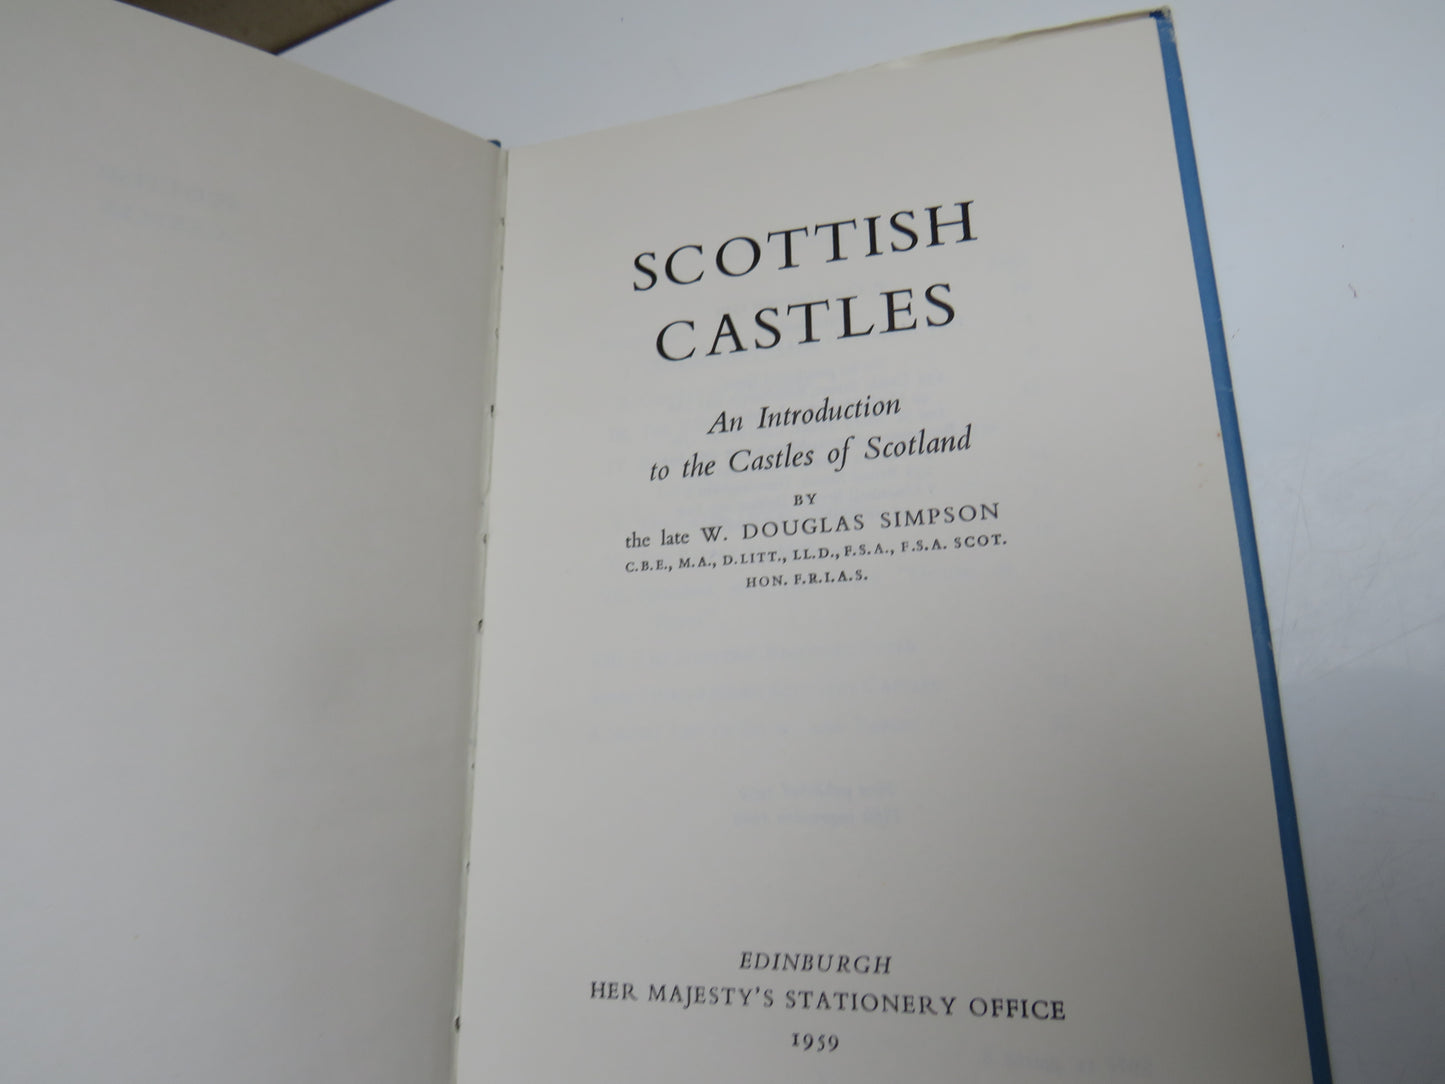 SCOTTISH
CASTLES
An Introduction
to the Castles of Scotland
BY
the late W. DOUGLAS SIMPSON
C.B.E., M.A., D.LITT., LL.D., F.S.A., F.S.A. SCOT.
HON. F.R.I.A.S.
EDINBURGH
HER MAJESTY'S STATIONERY OFFICE
1959